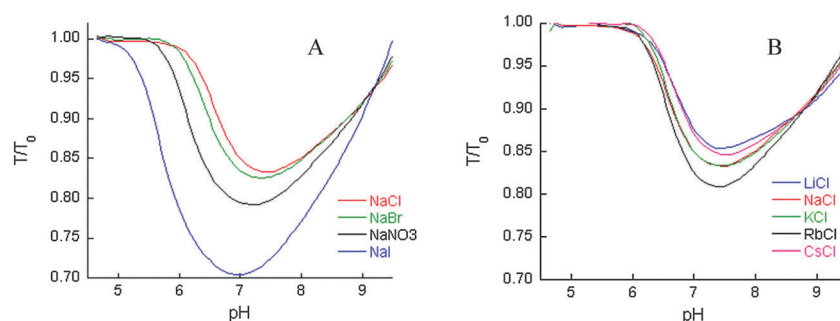 A
T/T0
1.00
0.95
0.90
0.85
0.80
0.75
0.70
NaCl
NaBr
NaNO3
NaI
5 6 7 8 9
pH
B
T/T0
1.00
0.95
0.90
0.85
0.80
0.75
0.70
LiCl
NaCl
KCl
RbCl
CsCl
5 6 7 8 9
pH